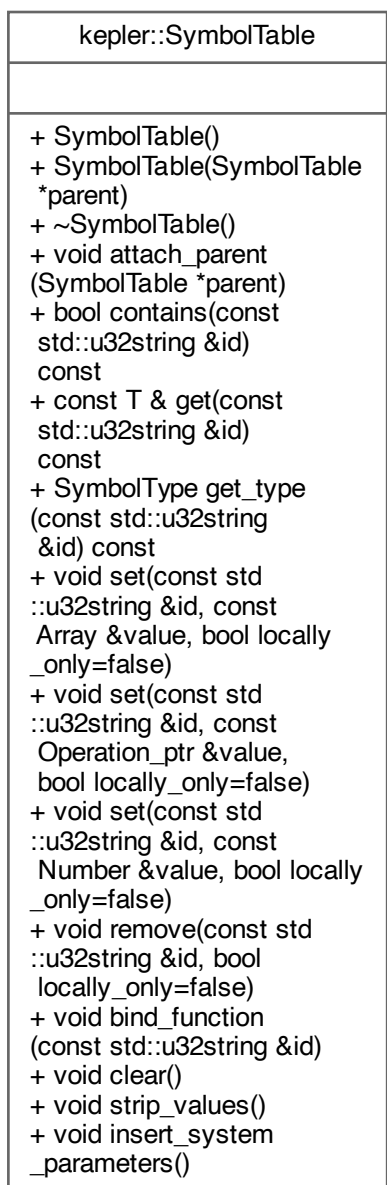 kepler::SymbolTable
+ SymbolTable()
+ SymbolTable(SymbolTable
*parent)
+ ~SymbolTable()
+ void attach_parent
(SymbolTable *parent)
+ bool contains(const
std::u32string &id)
const
+ const T & get(const
std::u32string &id)
const
+ SymbolType get_type
(const std::u32string
&id) const
+ void set(const std
::u32string &id, const
Array &value, bool locally
_only=false)
+ void set(const std
::u32string &id, const
Operation_ptr &value,
bool locally_only=false)
+ void set(const std
::u32string &id, const
Number &value, bool locally
_only=false)
+ void remove(const std
::u32string &id, bool
locally_only=false)
+ void bind_function
(const std::u32string &id)
+ void clear()
+ void strip_values()
+ void insert_system
_parameters()